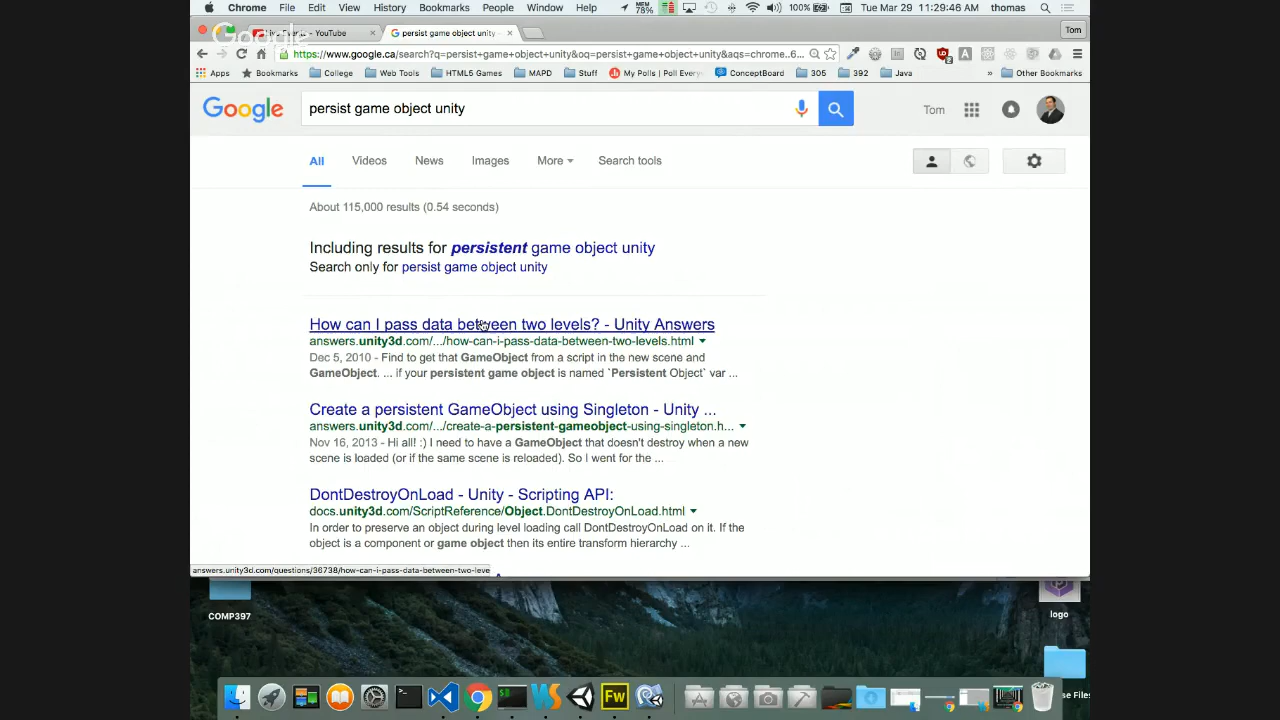 Chrome File Edit View History Bookmarks People Window Help MEM 78% 100% Tue Mar 29 11:29:46 AM thomas
Live Events - YouTube persist game object unity - Tom
Google
https://www.google.ca/search?q=persist+game+object+unity&oq=persist+game+object+unity&aqs=chrome..6...
Apps Bookmarks College Web Tools HTML5 Games MAPD Stuff My Polls | Poll Every ConceptBoard 305 392 Java » Other Bookmarks
Google persist game object unity Tom
All Videos News Images More Search tools
About 115,000 results (0.54 seconds)
Including results for persistent game object unity
Search only for persist game object unity
How can I pass data between two levels? - Unity Answers
answers.unity3d.com/.../how-can-i-pass-data-between-two-levels.html
Dec 5, 2010 - Find to get that GameObject from a script in the new scene and
GameObject. ... if your persistent game object is named `Persistent Object` var ...
Create a persistent GameObject using Singleton - Unity ...
answers.unity3d.com/.../create-a-persistent-gameobject-using-singleton.h...
Nov 16, 2013 - Hi all! :) I need to have a GameObject that doesn't destroy when a new
scene is loaded (or if the same scene is reloaded). So I went for the ...
DontDestroyOnLoad - Unity - Scripting API:
docs.unity3d.com/ScriptReference/Object.DontDestroyOnLoad.html
In order to preserve an object during level loading call DontDestroyOnLoad on it. If the
object is a component or game object then its entire transform hierarchy ...
answers.unity3d.com/questions/36738/how-can-i-pass-data-between-two-leve
COMP397
logo
se Files
Fw